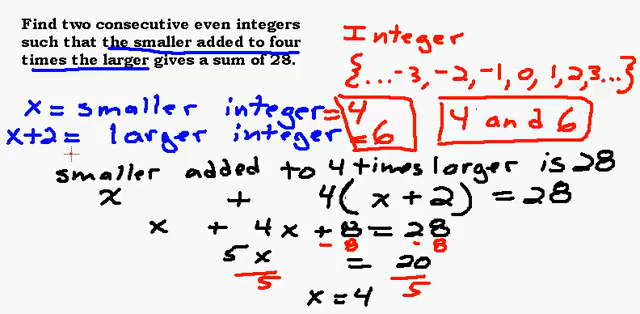 Find two consecutive even integers
such that the smaller added to four
times the larger gives a sum of 28.
Integer
{...-3, -2, -1, 0, 1, 2, 3...}
x = smaller integer = 4
x+2 = larger integer = 6
4 and 6
smaller added to 4 times larger is 28
x + 4(x+2) = 28
x + 4x + 8 = 28
- 8 - 8
5x = 20
5 5
x = 4